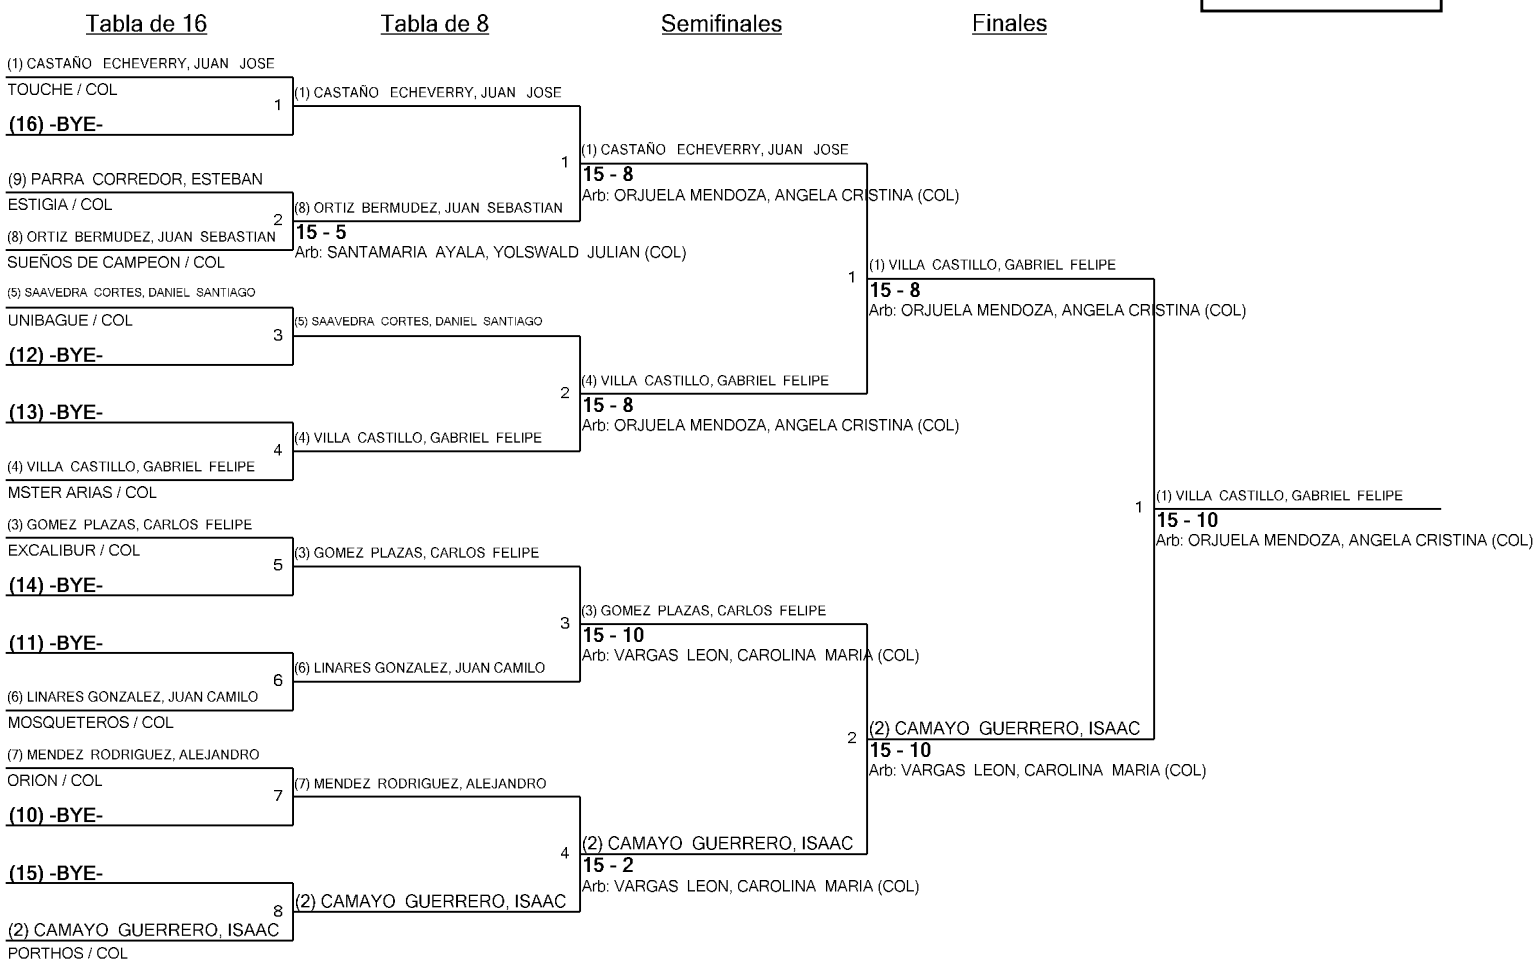 Tabla de 16
Tabla de 8
Semifinales
Finales
(1) CASTAÑO ECHEVERRY, JUAN JOSE
TOUCHE / COL
1
(16) -BYE-
(9) PARRA CORREDOR, ESTEBAN
ESTIGIA / COL
2
(8) ORTIZ BERMUDEZ, JUAN SEBASTIAN
SUEÑOS DE CAMPEON / COL
(5) SAAVEDRA CORTES, DANIEL SANTIAGO
UNIBAGUE / COL
3
(12) -BYE-
(13) -BYE-
4
(4) VILLA CASTILLO, GABRIEL FELIPE
MSTER ARIAS / COL
(3) GOMEZ PLAZAS, CARLOS FELIPE
EXCALIBUR / COL
5
(14) -BYE-
(11) -BYE-
6
(6) LINARES GONZALEZ, JUAN CAMILO
MOSQUETEROS / COL
(7) MENDEZ RODRIGUEZ, ALEJANDRO
ORION / COL
7
(10) -BYE-
(15) -BYE-
8
(2) CAMAYO GUERRERO, ISAAC
PORTHOS / COL
(1) CASTAÑO ECHEVERRY, JUAN JOSE
1
(8) ORTIZ BERMUDEZ, JUAN SEBASTIAN
15 - 5
Arb: SANTAMARIA AYALA, YOLSWALD JULIAN (COL)
(5) SAAVEDRA CORTES, DANIEL SANTIAGO
2
(4) VILLA CASTILLO, GABRIEL FELIPE
(3) GOMEZ PLAZAS, CARLOS FELIPE
3
(6) LINARES GONZALEZ, JUAN CAMILO
(7) MENDEZ RODRIGUEZ, ALEJANDRO
4
(2) CAMAYO GUERRERO, ISAAC
(1) CASTAÑO ECHEVERRY, JUAN JOSE
15 - 8
Arb: ORJUELA MENDOZA, ANGELA CRISTINA (COL)
1
(4) VILLA CASTILLO, GABRIEL FELIPE
15 - 8
Arb: ORJUELA MENDOZA, ANGELA CRISTINA (COL)
(3) GOMEZ PLAZAS, CARLOS FELIPE
15 - 10
Arb: VARGAS LEON, CAROLINA MARIA (COL)
2
(2) CAMAYO GUERRERO, ISAAC
15 - 2
Arb: VARGAS LEON, CAROLINA MARIA (COL)
(1) VILLA CASTILLO, GABRIEL FELIPE
15 - 8
Arb: ORJUELA MENDOZA, ANGELA CRISTINA (COL)
1
(2) CAMAYO GUERRERO, ISAAC
15 - 10
Arb: VARGAS LEON, CAROLINA MARIA (COL)
(1) VILLA CASTILLO, GABRIEL FELIPE
15 - 10
Arb: ORJUELA MENDOZA, ANGELA CRISTINA (COL)